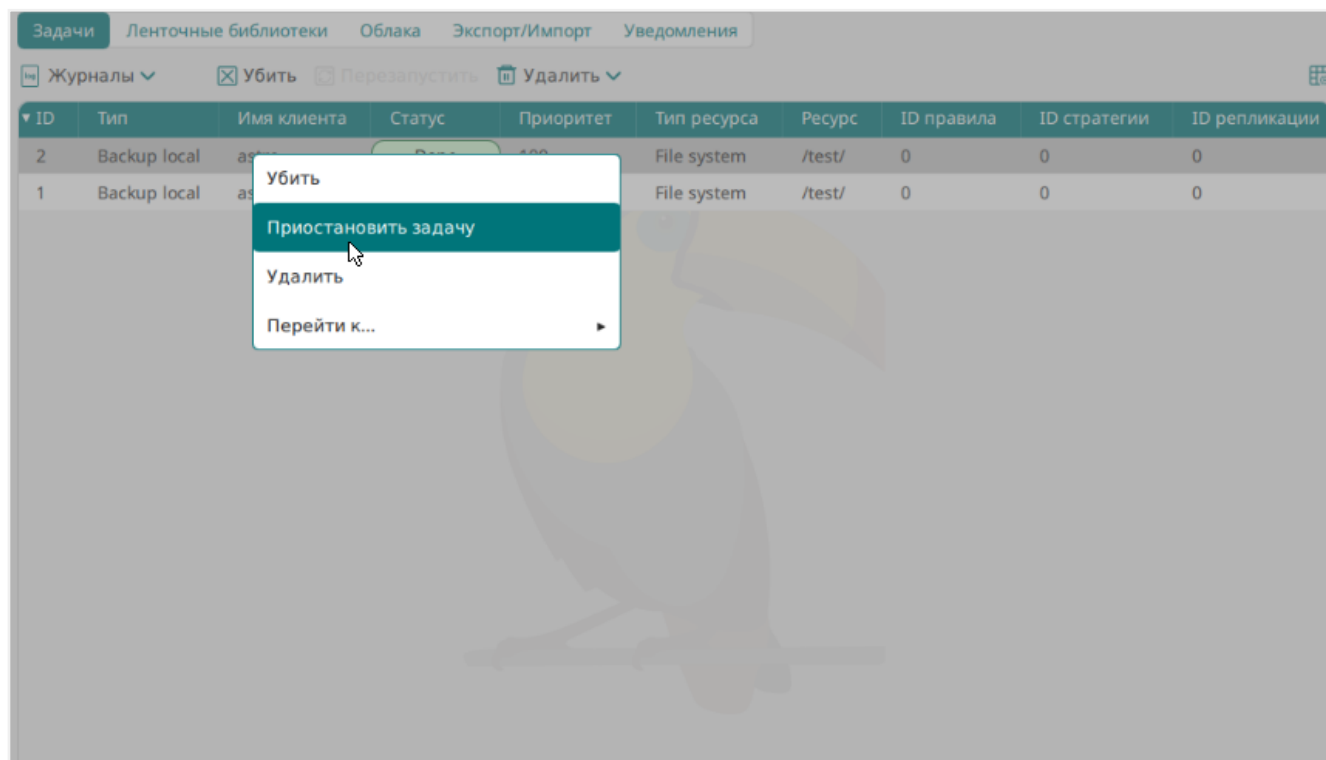 Задачи Ленточные библиотеки Облака Экспорт/Импорт Уведомления
Журналы Убить Перезапустить Удалить
ID Тип Имя клиента Статус Приоритет Тип ресурса Ресурс ID правила ID стратегии ID репликации
2 Backup local File system /test/ 0 0 0
1 Backup local File system /test/ 0 0 0
Убить
Приостановить задачу
Удалить
Перейти к...